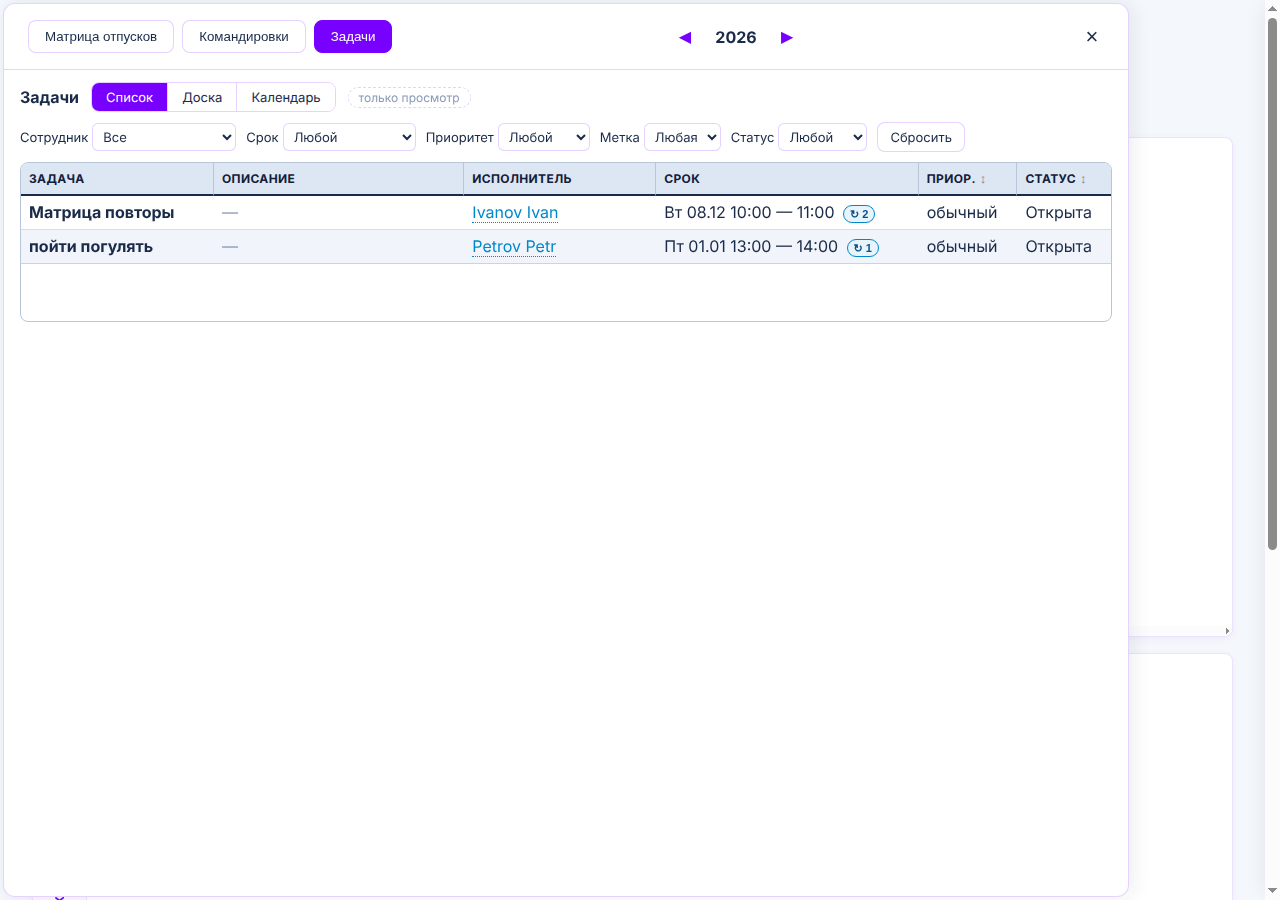 Матрица отпусков Командировки Задачи ◀ 2026 ▶ ×
Задачи Список Доска Календарь только просмотр
Сотрудник Все Срок Любой Приоритет Любой Метка Любая Статус Любой Сбросить
ЗАДАЧА ОПИСАНИЕ ИСПОЛНИТЕЛЬ СРОК ПРИОР. ↕ СТАТУС ↕
Матрица повторы — Ivanov Ivan Вт 08.12 10:00 — 11:00 ↻ 2 обычный Открыта
пойти погулять — Petrov Petr Пт 01.01 13:00 — 14:00 ↻ 1 обычный Открыта